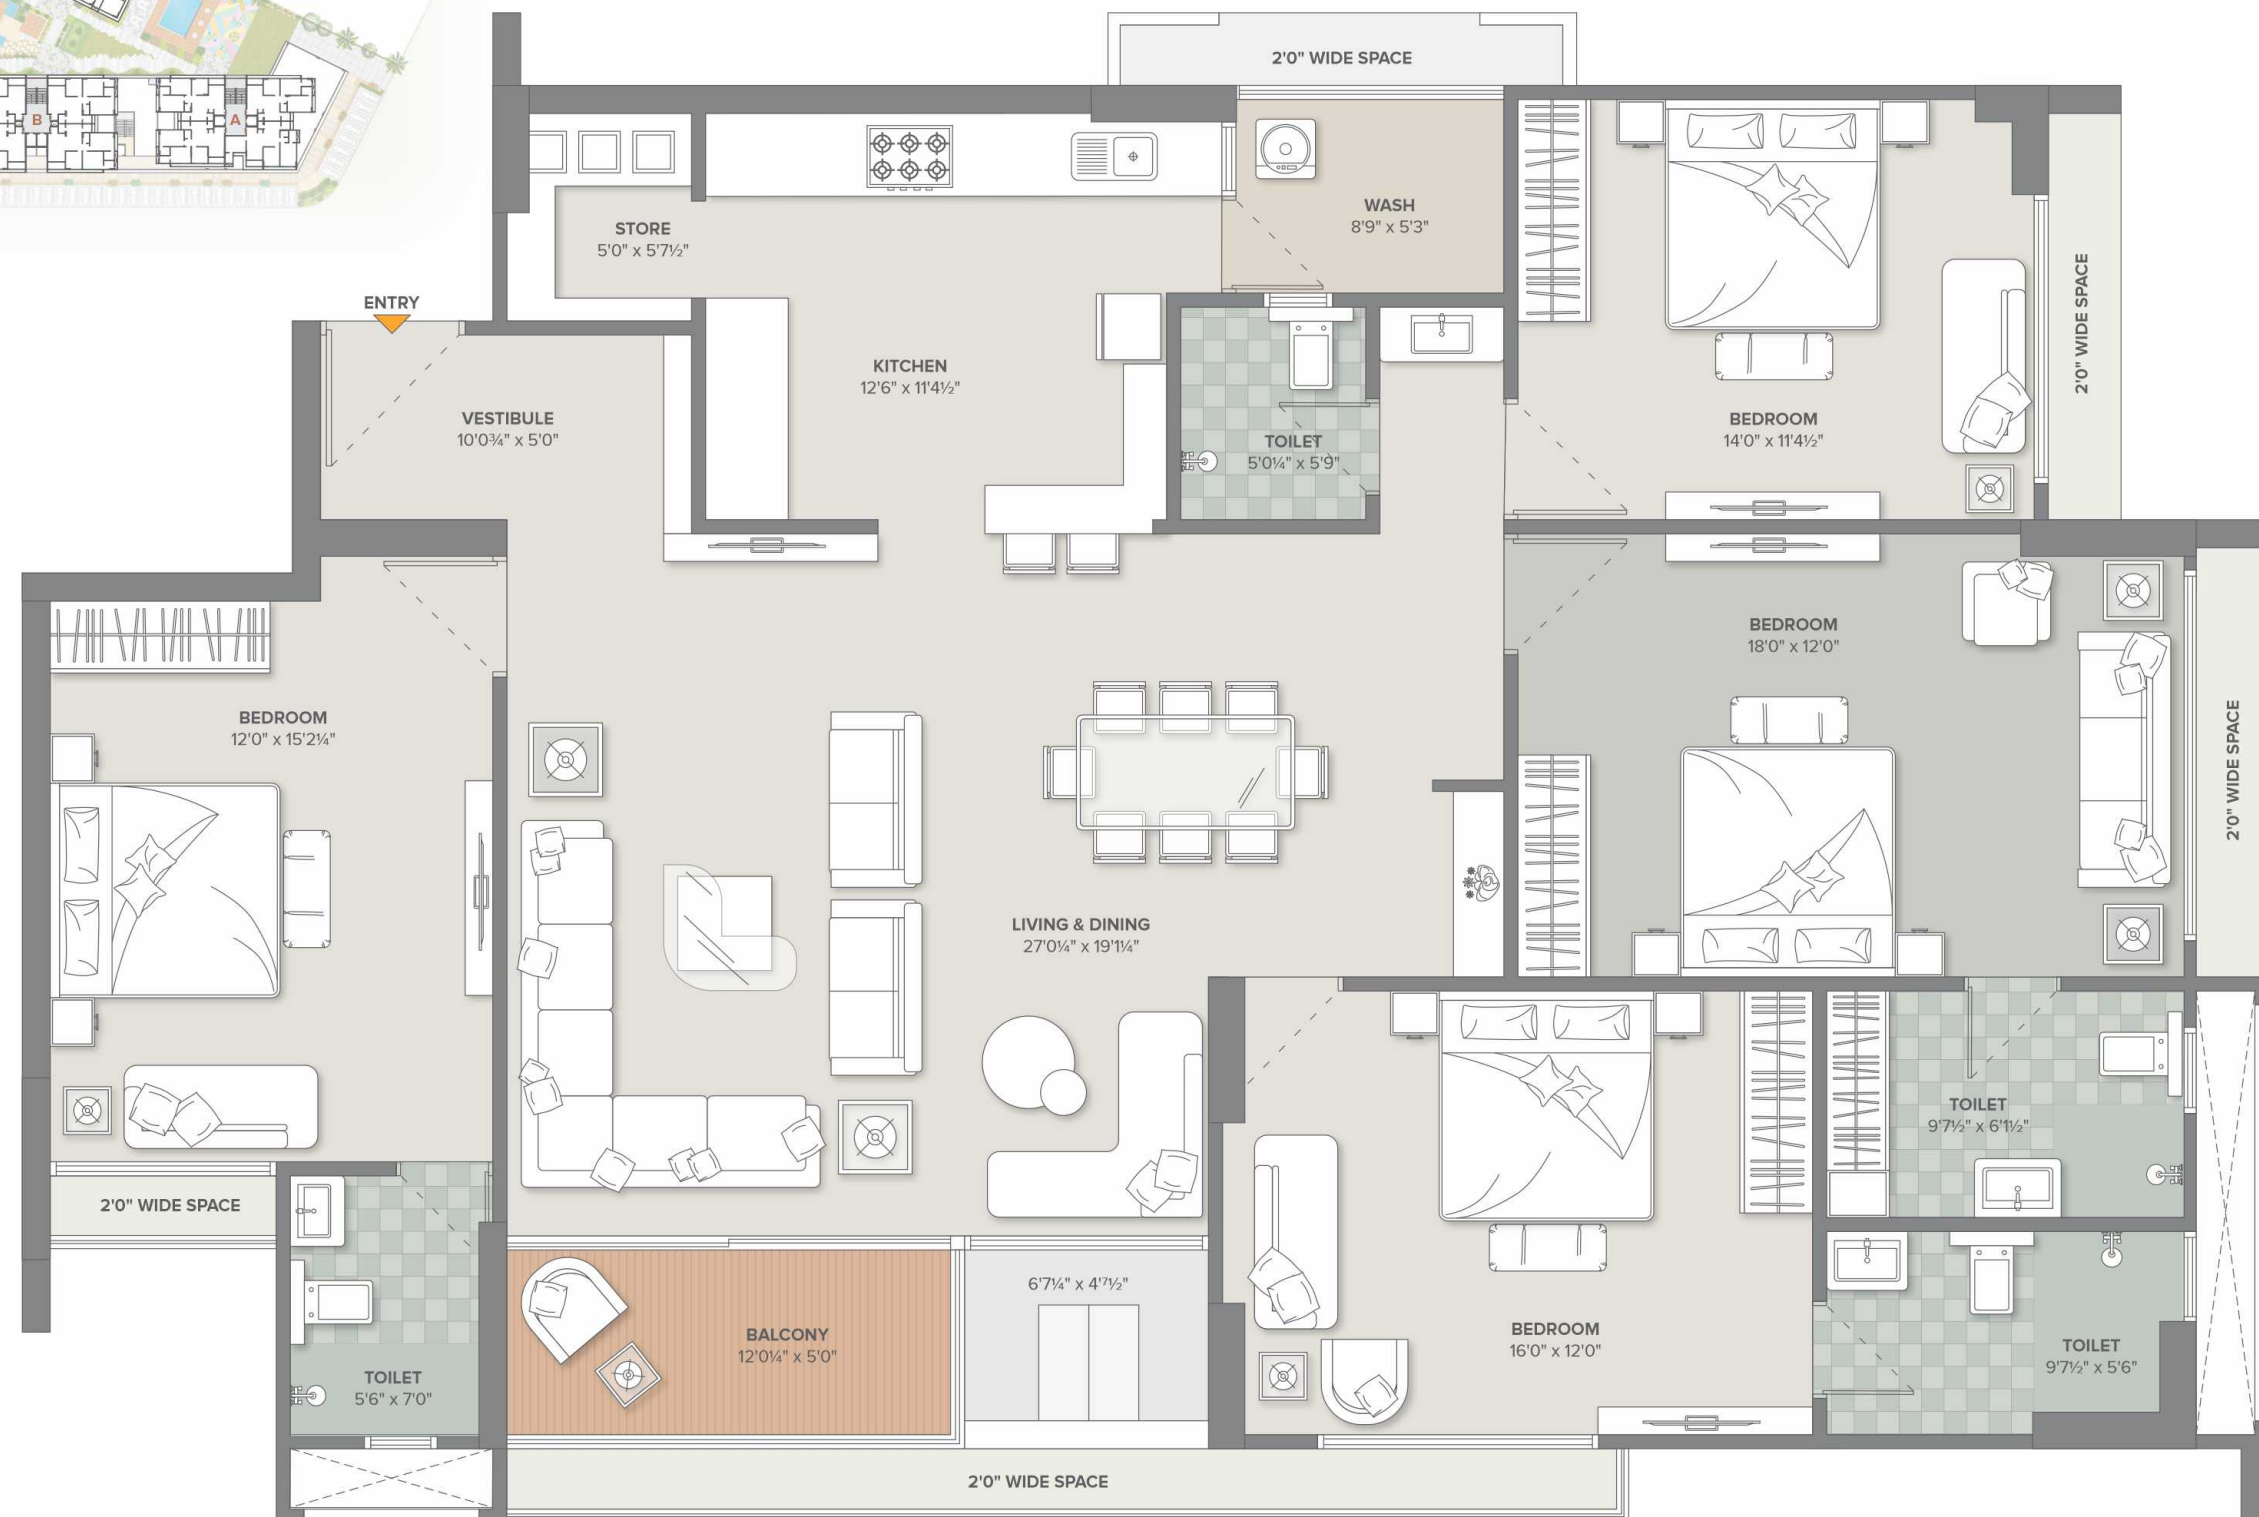 2'0" WIDE SPACE
B
A
WASH
8'9" x 5'3"
STORE
5'0" x 5'7½"
ENTRY
2'0" WIDE SPACE
KITCHEN
12'6" x 11'4½"
VESTIBULE
10'0¾" x 5'0"
BEDROOM
14'0" x 11'4½"
TOILET
5'0¼" x 5'9"
BEDROOM
18'0" x 12'0"
BEDROOM
12'0" x 15'2¼"
2'0" WIDE SPACE
LIVING & DINING
27'0¼" x 19'1¼"
TOILET
9'7½" x 6'1½"
2'0" WIDE SPACE
6'7¼" x 4'7½"
BALCONY
12'0¼" x 5'0"
BEDROOM
16'0" x 12'0"
TOILET
9'7½" x 5'6"
TOILET
5'6" x 7'0"
2'0" WIDE SPACE